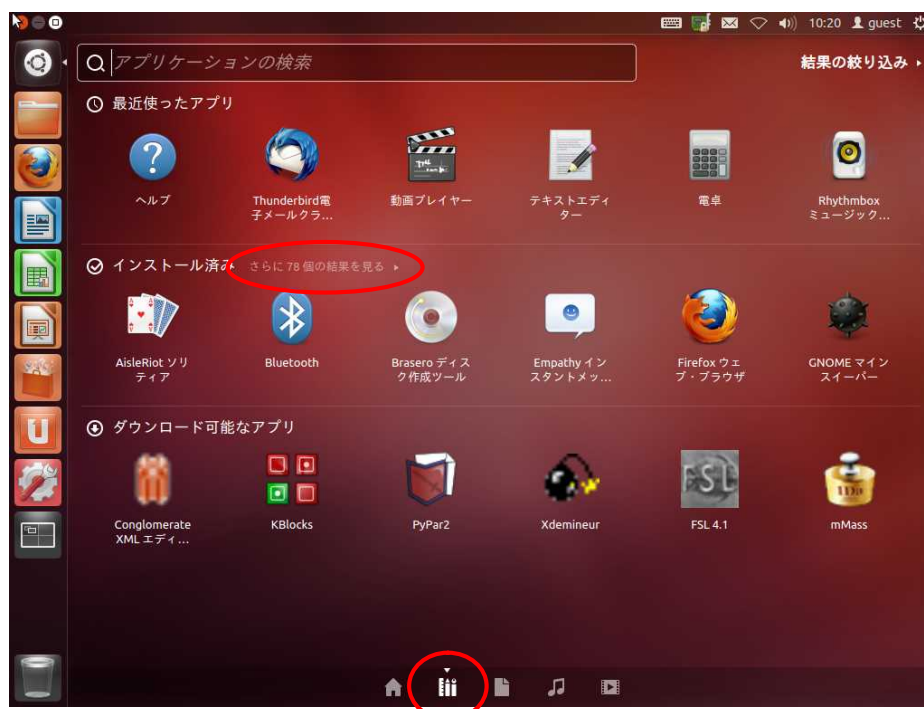 10:20 guest
アプリケーションの検索
結果の絞り込み
最近使ったアプリ
ヘルプ
Thunderbird電
子メールクラ...
動画プレイヤー
テキストエディ
ター
電卓
Rhythmbox
ミュージック...
インストール済み さらに 78 個の結果を見る
AisleRiot ソリ
ティア
Bluetooth
Brasero ディス
ク作成ツール
Empathy イン
スタントメッ...
Firefox ウェ
ブ・ブラウザ
GNOME マイン
スイーパー
ダウンロード可能なアプリ
Conglomerate
XML エディ...
KBlocks
PyPar2
Xdemineur
FSL
FSL 4.1
mMass